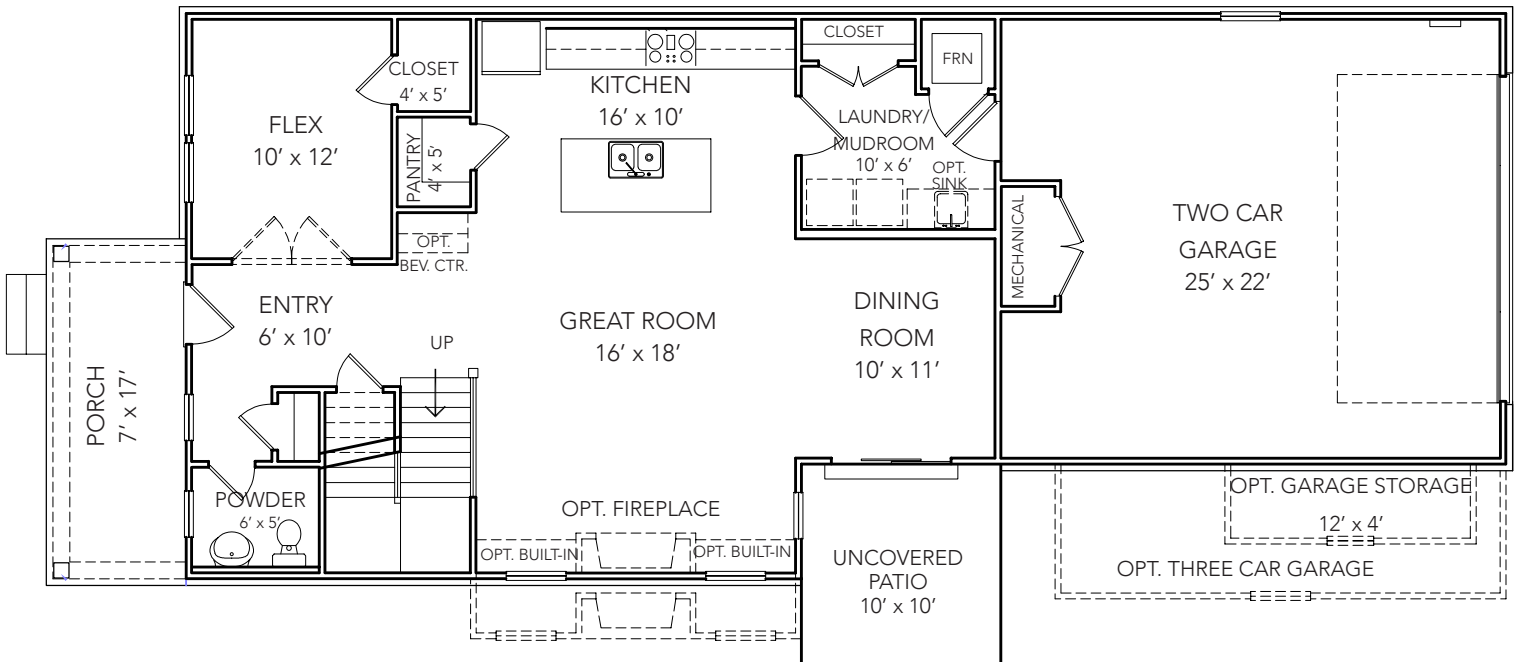 FLEX
10’ x 12’
CLOSET
4’ x 5’
PANTRY
4’ x 5’
OPT.
BEV. CTR.
KITCHEN
16’ x 10’
CLOSET
FRN
LAUNDRY/
MUDROOM
10’ x 6’
OPT.
SINK
MECHANICAL
TWO CAR
GARAGE
25’ x 22’
PORCH
7’ x 17’
ENTRY
6’ x 10’
UP
GREAT ROOM
16’ x 18’
DINING
ROOM
10’ x 11’
POWDER
6’ x 5’
OPT. FIREPLACE
OPT. BUILT-IN
OPT. BUILT-IN
UNCOVERED
PATIO
10’ x 10’
OPT. GARAGE STORAGE
12’ x 4’
OPT. THREE CAR GARAGE